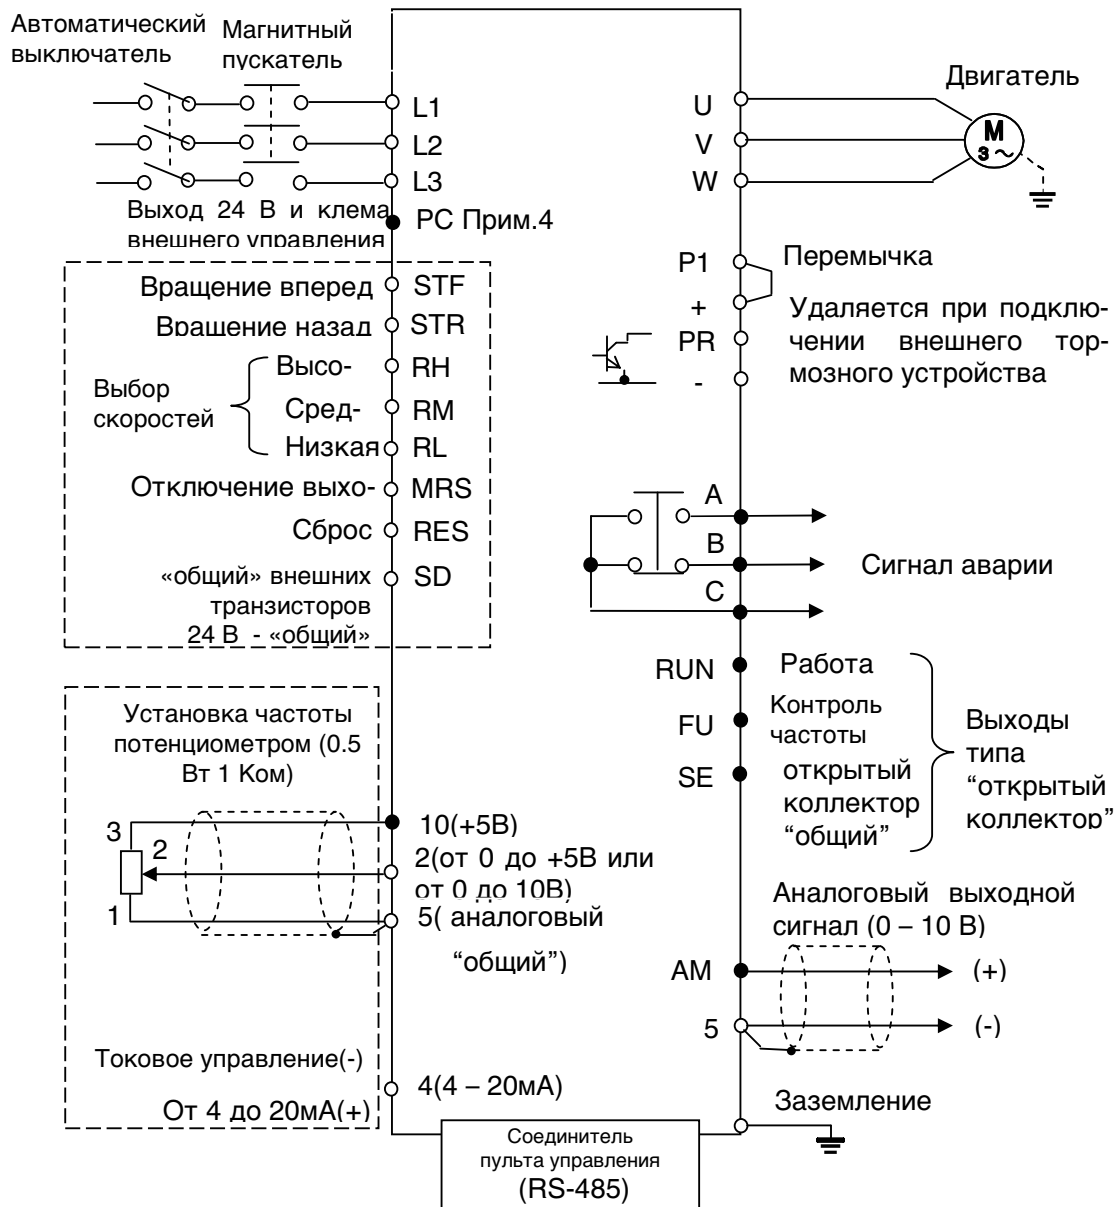 Автоматический
выключатель
Магнитный
пускатель
L1
L2
L3
Выход 24 В и клема
внешнего управления
PC Прим.4
Вращение вперед
STF
Вращение назад
STR
Выбор
скоростей
Высо-
RH
Сред-
RM
Низкая
RL
Отключение выхо-
MRS
Сброс
RES
«общий» внешних
транзисторов
24 В - «общий»
SD
Установка частоты
потенциометром (0.5
Вт 1 Ком)
3
2
1
10(+5В)
2(от 0 до +5В или
от 0 до 10В)
5( аналоговый
“общий”)
Токовое управление(-)
От 4 до 20мА(+)
4(4 – 20мА)
Соединитель
пульта управления
(RS-485)
U
V
W
Двигатель
M
3 ~
P1
+
PR
-
Перемычка
Удаляется при подклю-
чении внешнего тор-
мозного устройства
A
B
C
Сигнал аварии
RUN
Работа
FU
Контроль
частоты
SE
открытый
коллектор
“общий”
Выходы
типа
“открытый
коллектор”
Аналоговый выходной
сигнал (0 – 10 В)
AM
(+)
5
(-)
Заземление